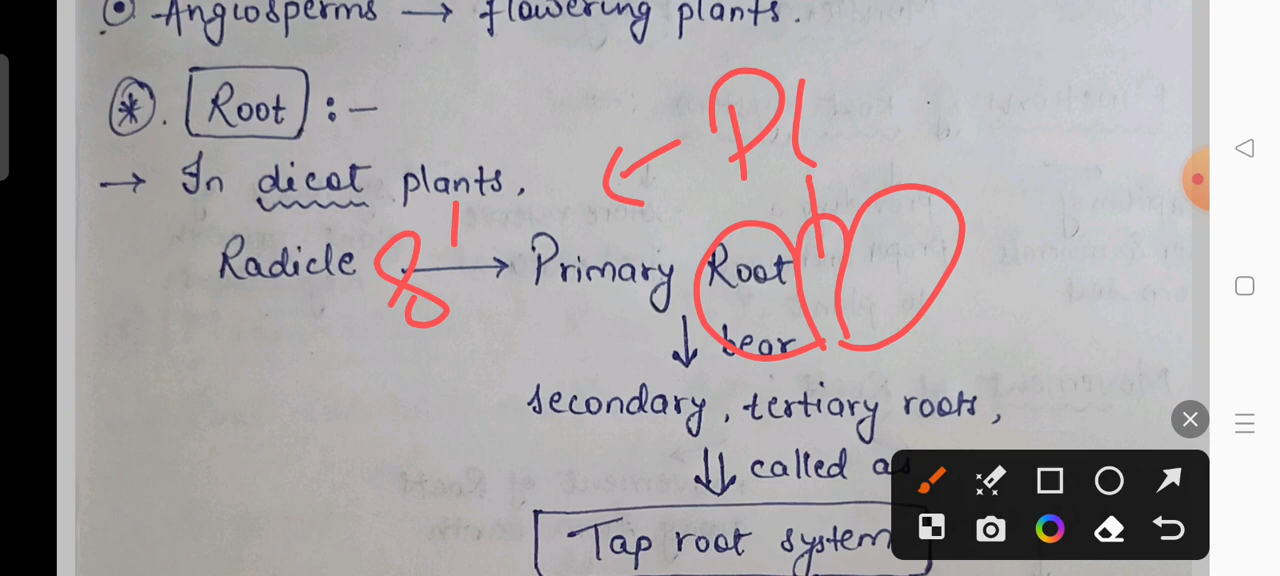 Angiosperms → flowering plants.
Root :-
→ In dicot plants,
Radicle → Primary Root
↓ bear
secondary, tertiary roots,
⇊ called as
Tap root system